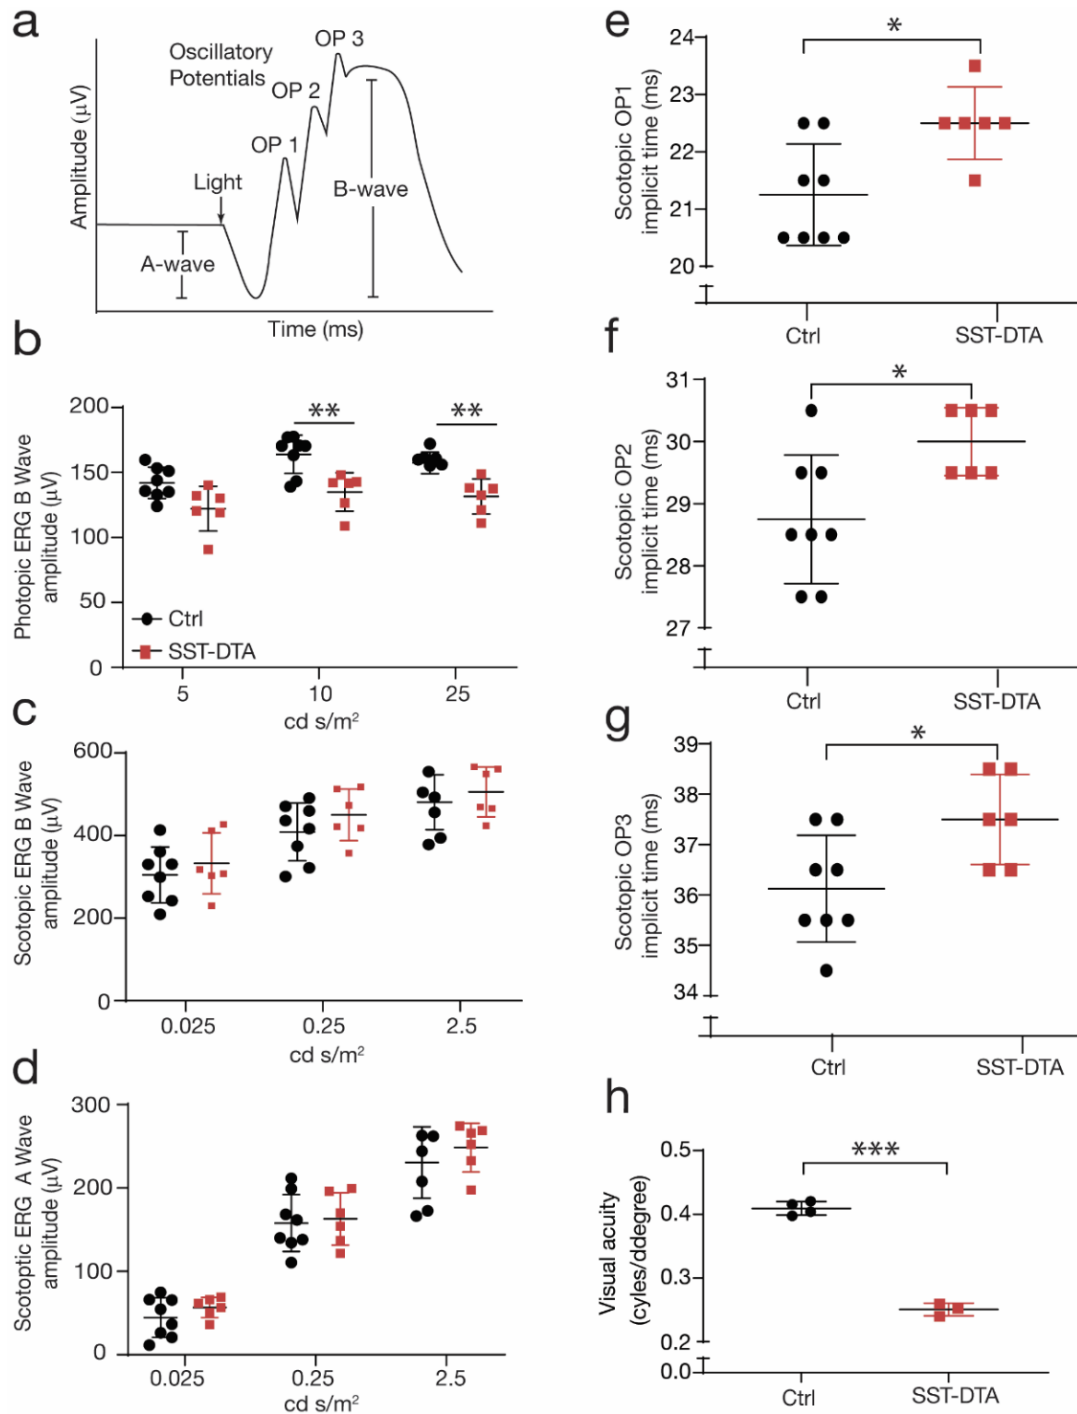 a
Amplitude (µV)
Oscillatory
Potentials
OP 3
OP 2
OP 1
Light
B-wave
A-wave
Time (ms)
b
Photopic ERG B Wave
amplitude (µV)
200
**
**
150
100
50
Ctrl
SST-DTA
0
5
10
25
cd s/m²
c
Scotopic ERG B Wave
amplitude (µV)
600
400
200
0
0.025
0.25
2.5
cd s/m²
d
Scotoptic ERG A Wave
amplitude (µV)
300
200
100
0
0.025
0.25
2.5
cd s/m²
e
Scotopic OP1
implicit time (ms)
*
24
23
22
21
20
Ctrl
SST-DTA
f
Scotopic OP2
implicit time (ms)
*
31
30
29
28
27
Ctrl
SST-DTA
g
Scotopic OP3
implicit time (ms)
*
39
38
37
36
35
34
Ctrl
SST-DTA
h
Visual acuity
(cyles/ddegree)
***
0.5
0.4
0.3
0.2
0.0
Ctrl
SST-DTA